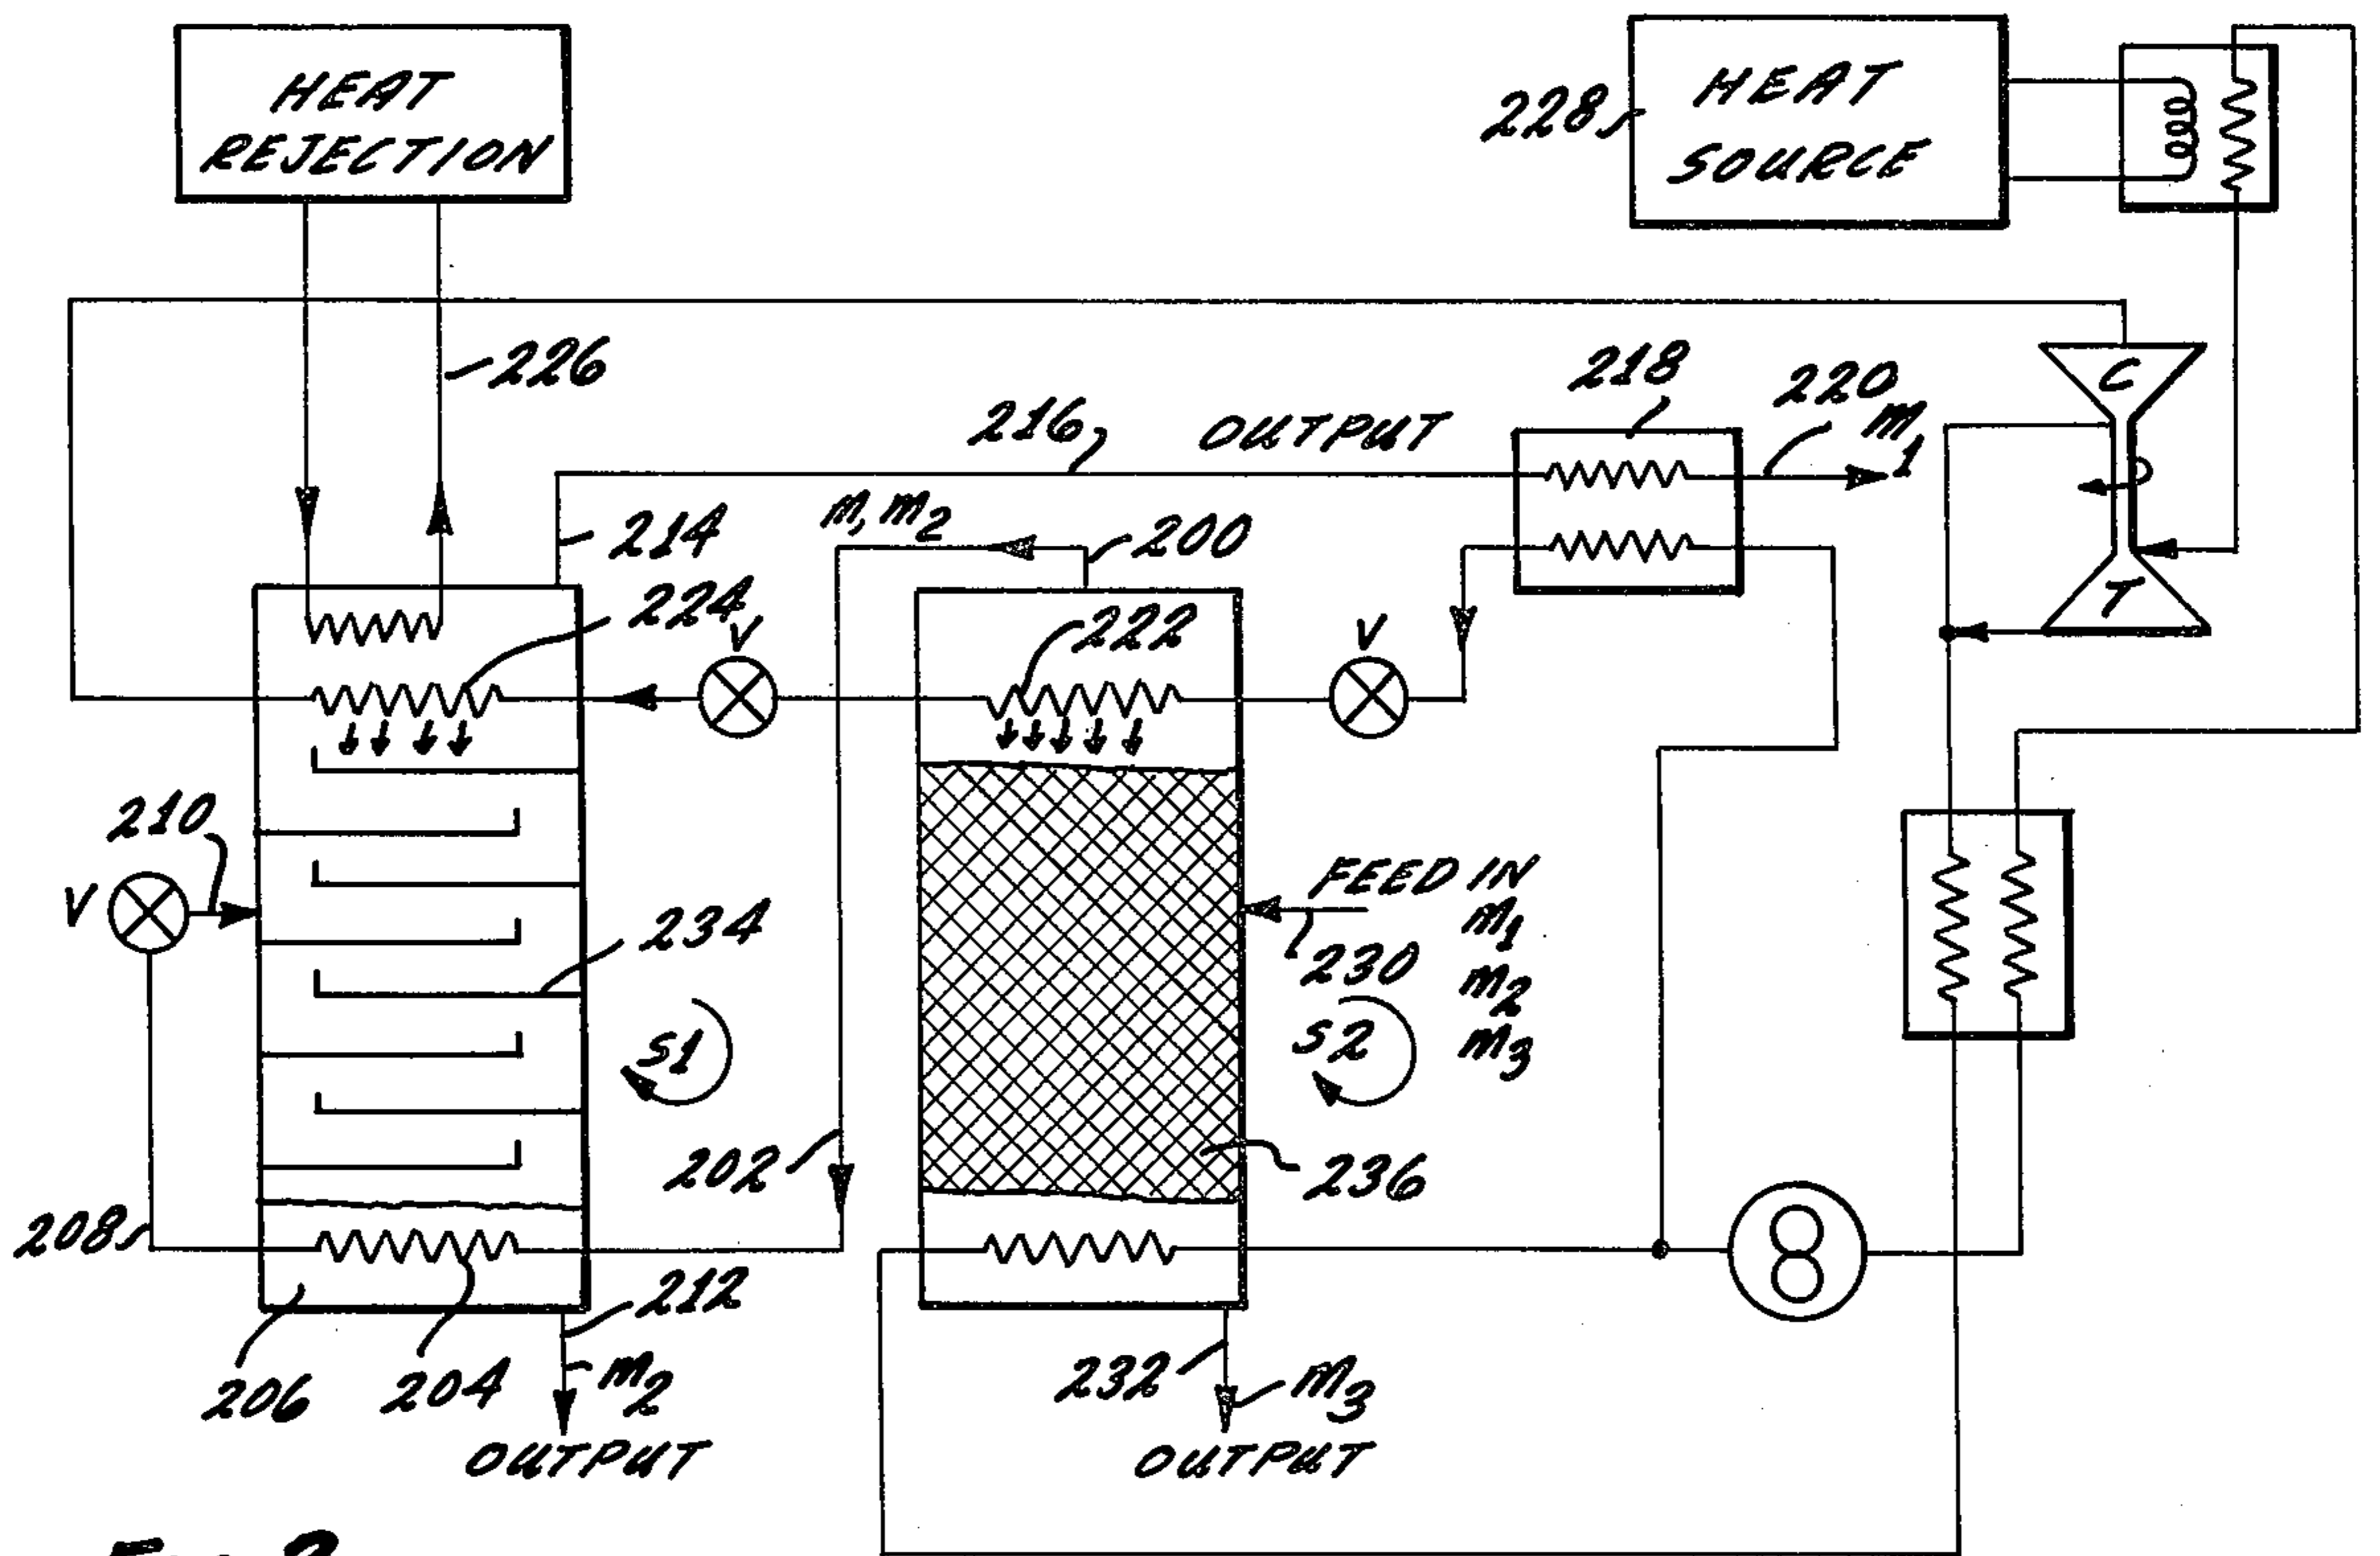 HEAT
REJECTION
HEAT
SOURCE
228
226
218
220
m1
C
216
OUTPUT
m, m2
200
214
T
224
V
222
V
210
V
FEED IN
m1
230
m2
m3
234
S1
S2
202
236
208
212
206
204
m2
232
m3
OUTPUT
OUTPUT